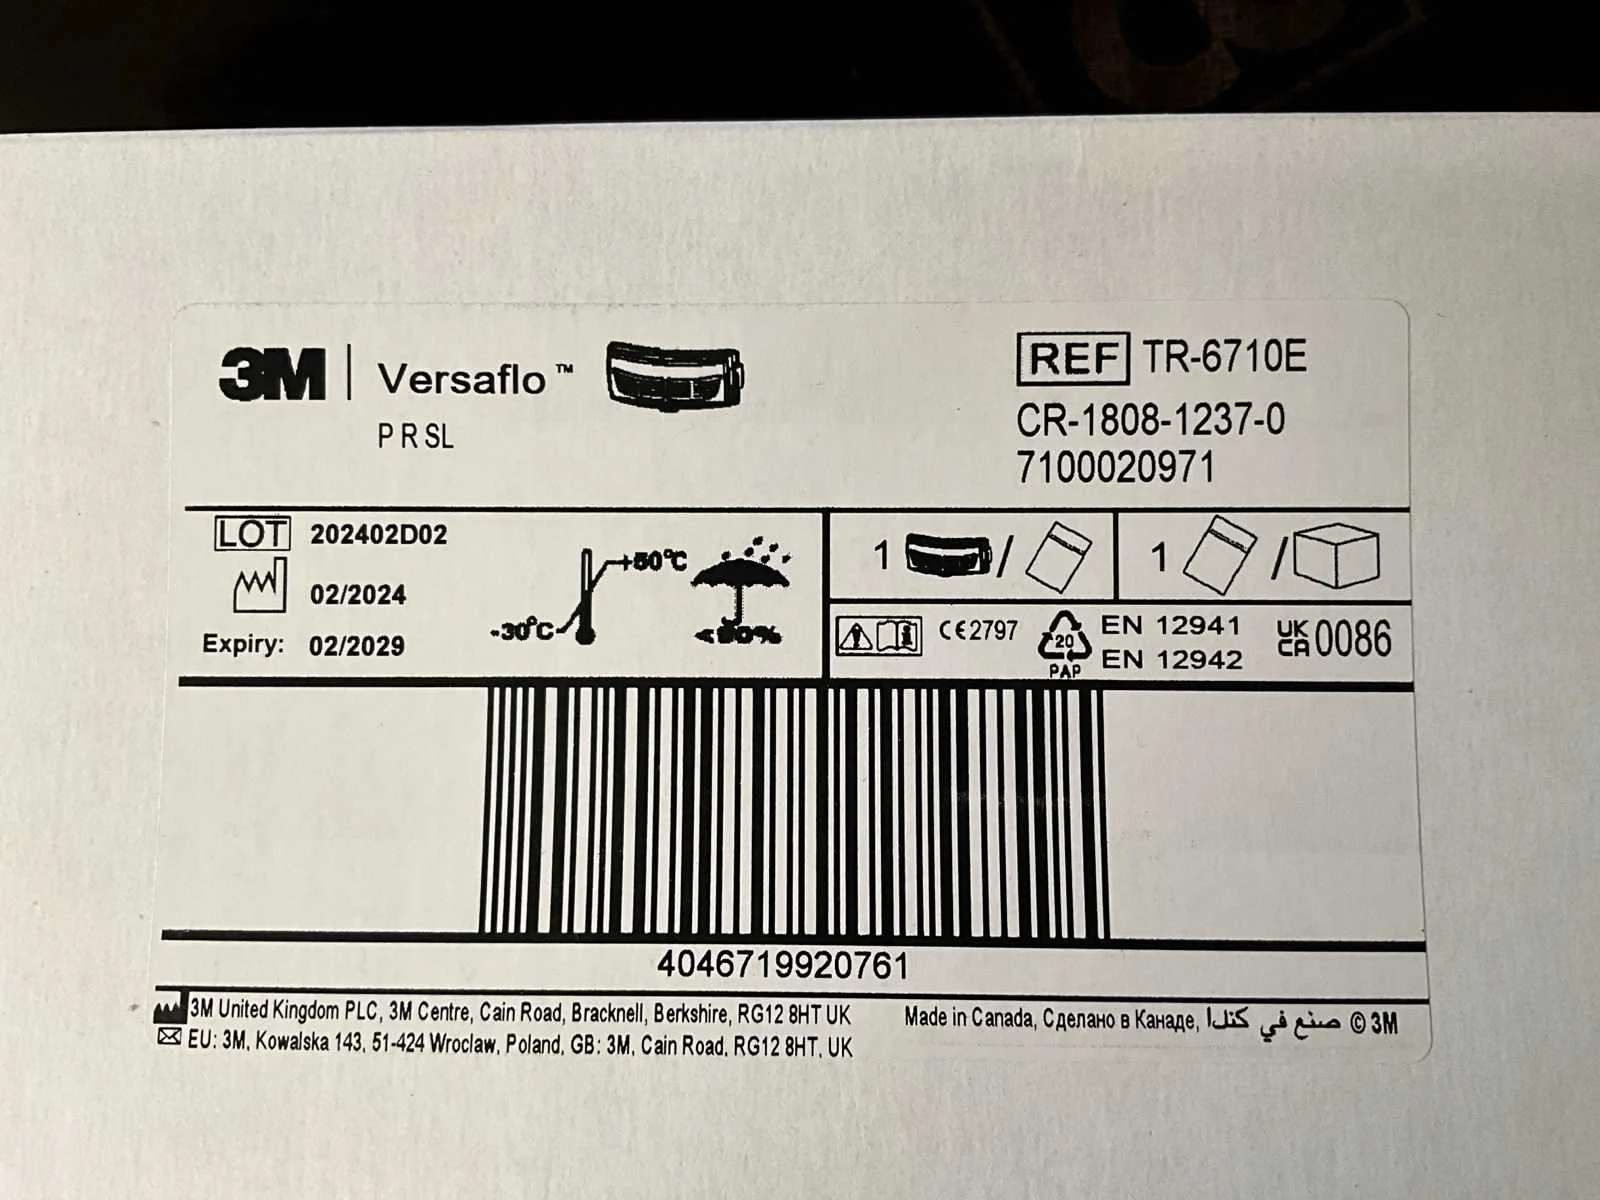 3M | Versaflo™
P R SL
REF TR-6710E
CR-1808-1237-0
7100020971
LOT 202402D02
02/2024
Expiry: 02/2029
-30°C
+50°C
1 /
1 /
CE2797
20
PAP
EN 12941
EN 12942
UK
CA 0086
4046719920761
3M United Kingdom PLC, 3M Centre, Cain Road, Bracknell, Berkshire, RG12 8HT UK
EU: 3M, Kowalska 143, 51-424 Wroclaw, Poland, GB: 3M, Cain Road, RG12 8HT, UK
Made in Canada, Сделано в Канаде, صنع في كندا © 3M